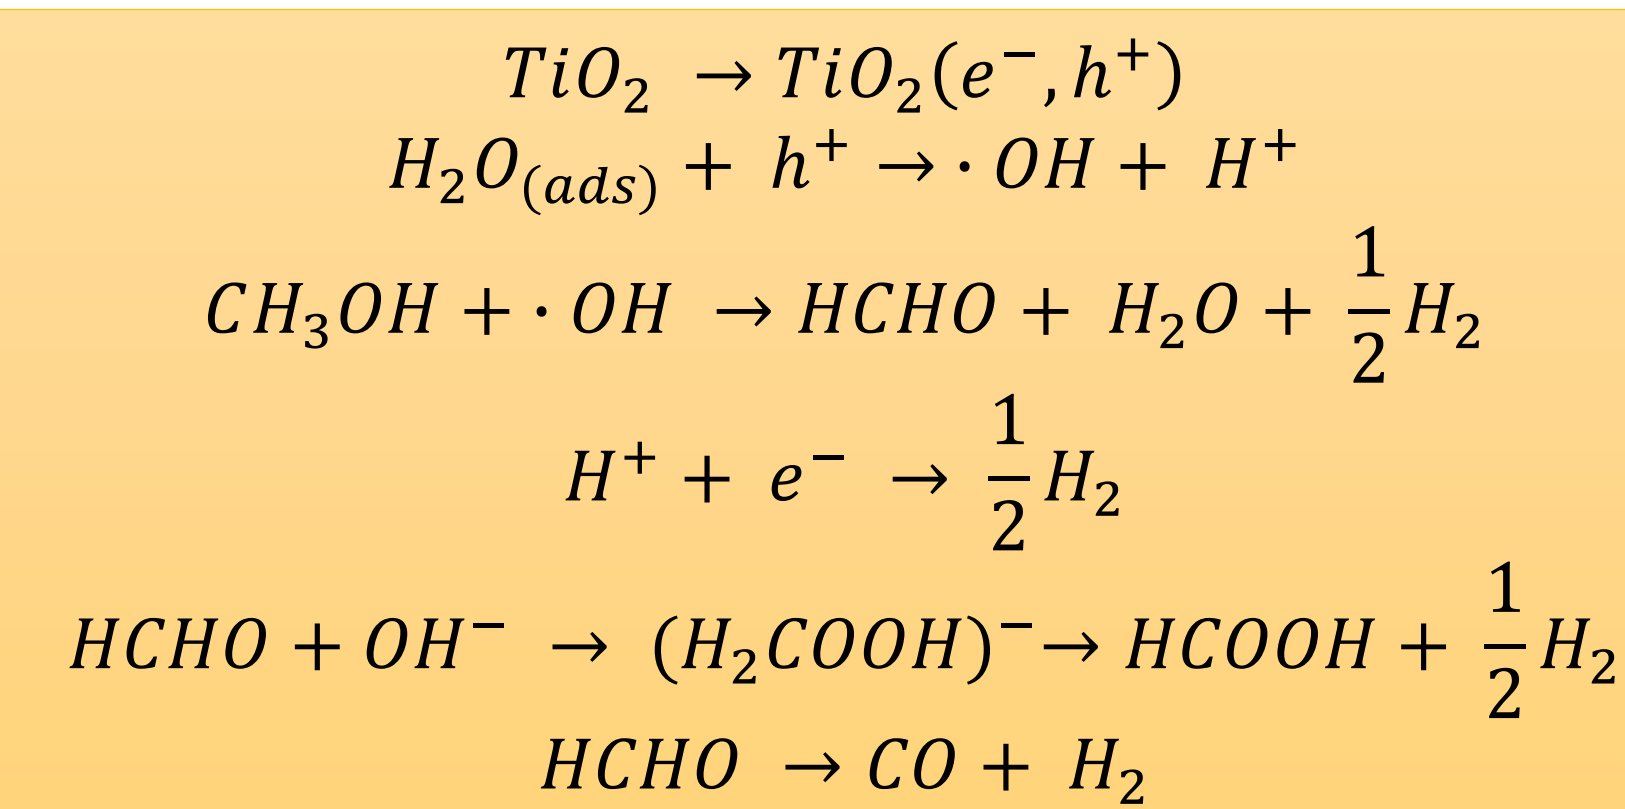 TiO₂ → TiO₂(e⁻, h⁺)
H₂O₍ads₎ + h⁺ → · OH + H⁺
CH₃OH + · OH → HCHO + H₂O + 1/2 H₂
H⁺ + e⁻ → 1/2 H₂
HCHO + OH⁻ → (H₂COOH)⁻ → HCOOH + 1/2 H₂
HCHO → CO + H₂